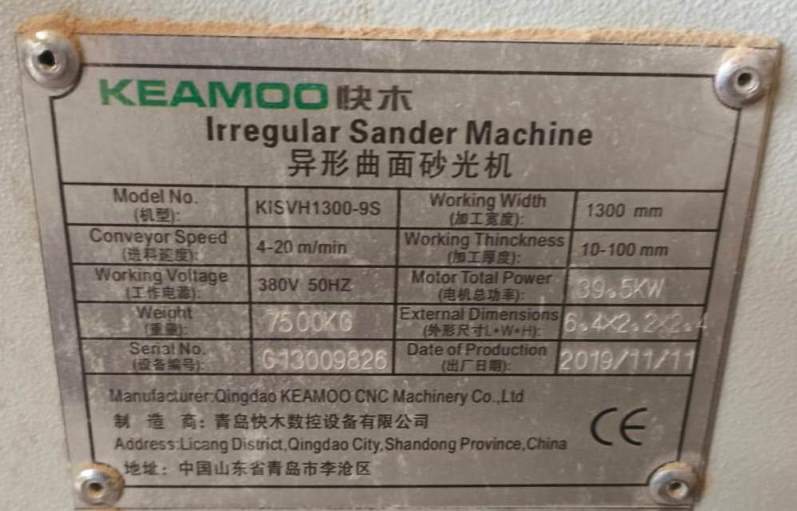 KEAMOO快木
Irregular Sander Machine
异形曲面砂光机
Model No. (机型): KISVH1300-9S Working Width (加工宽度): 1300 mm
Conveyor Speed (送料速度): 4-20 m/min Working Thinckness (加工厚度): 10-100 mm
Working Voltage (工作电源): 380V 50HZ Motor Total Power (电机总功率): 39.5KW
Weight (重量): 7500KG External Dimensions (外形尺寸L*W*H): 6.4X2.2X2.4
Serial No. (设备编号): G13009826 Date of Production (出厂日期): 2019/11/11
Manufacturer:Qingdao KEAMOO CNC Machinery Co.,Ltd
制 造 商: 青岛快木数控设备有限公司
Address:Licang District,Qingdao City,Shandong Province,China
地址: 中国山东省青岛市李沧区
CE